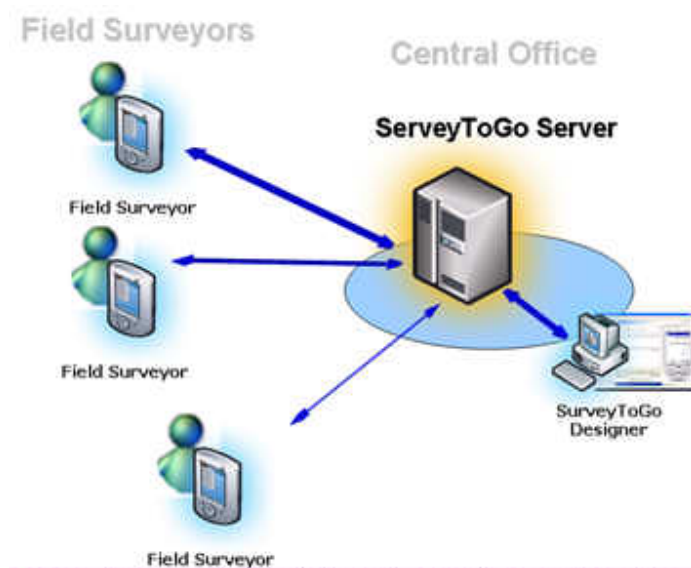 Field Surveyors
Central Office
ServeyToGo Server
Field Surveyor
Field Surveyor
SurveyToGo
Designer
Field Surveyor